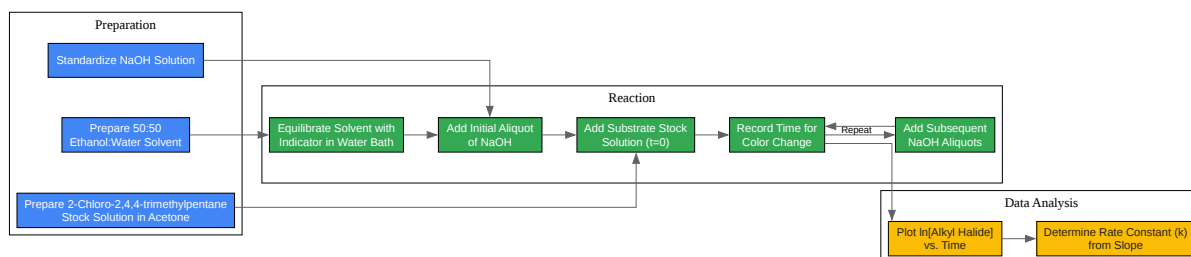 Preparation
Standardize NaOH Solution
Prepare 50:50
Ethanol:Water Solvent
Prepare 2-Chloro-2,4,4-trimethylpentane
Stock Solution in Acetone
Reaction
Equilibrate Solvent with
Indicator in Water Bath
Add Initial Aliquot
of NaOH
Add Substrate Stock
Solution (t=0)
Record Time for
Color Change
Repeat
Add Subsequent
NaOH Aliquots
Data Analysis
Plot ln[Alkyl Halide]
vs. Time
Determine Rate Constant (k)
from Slope